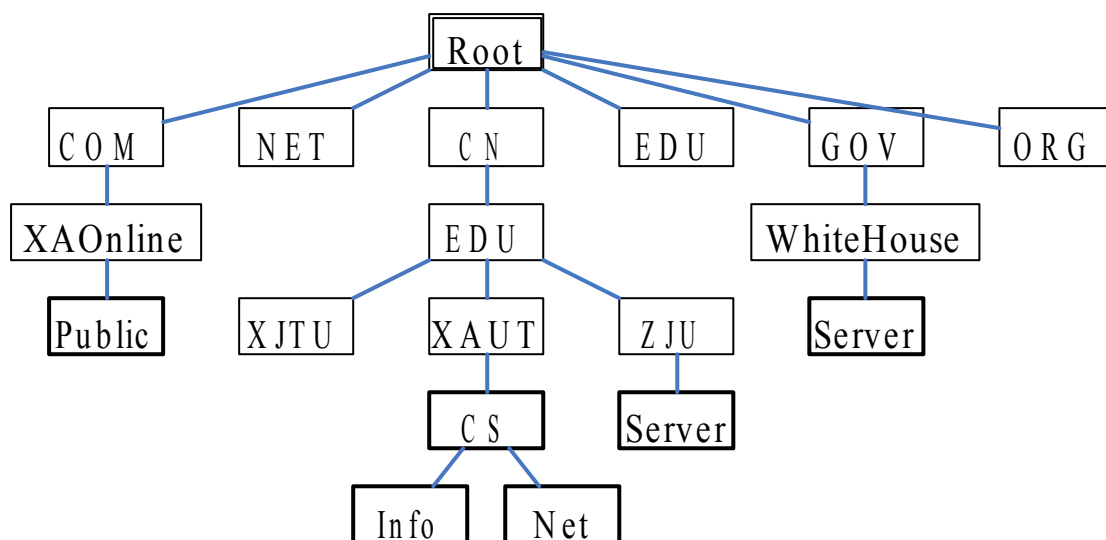 Root
COM NET CN EDU GOV ORG
XAOnline EDU WhiteHouse
Public XJTU XAUT ZJU Server
CS Server
Info Net